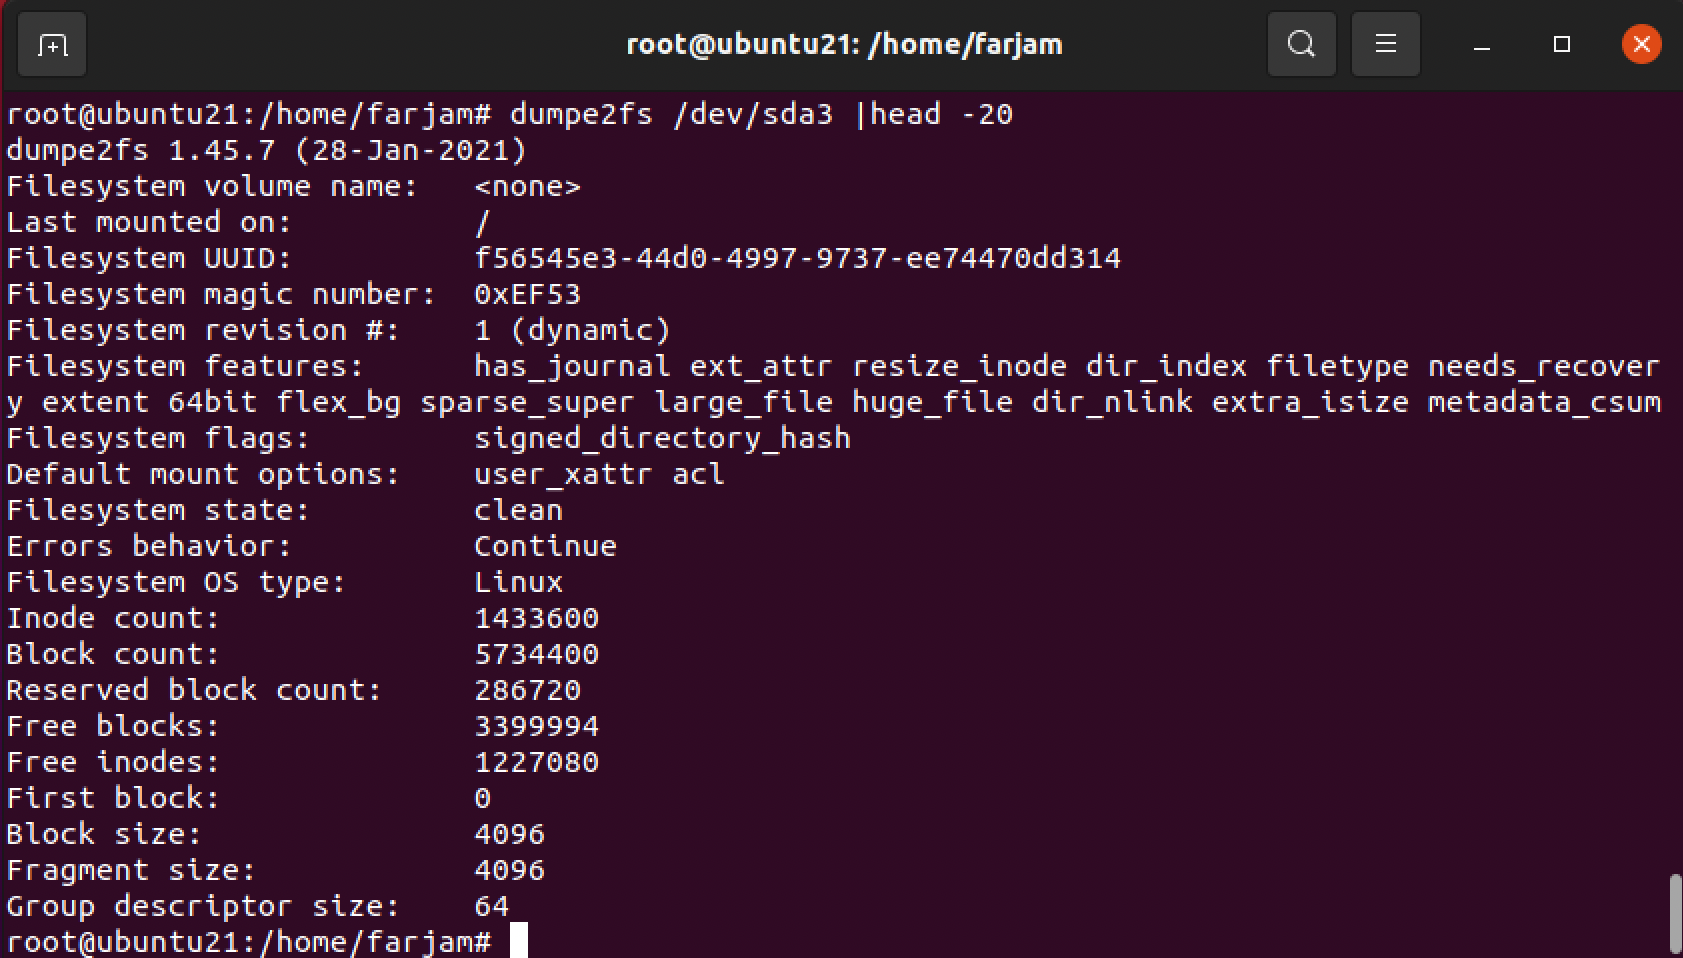 root@ubuntu21: /home/farjam
root@ubuntu21:/home/farjam# dumpe2fs /dev/sda3 |head -20
dumpe2fs 1.45.7 (28-Jan-2021)
Filesystem volume name:   <none>
Last mounted on:          /
Filesystem UUID:          f56545e3-44d0-4997-9737-ee74470dd314
Filesystem magic number:  0xEF53
Filesystem revision #:    1 (dynamic)
Filesystem features:      has_journal ext_attr resize_inode dir_index filetype needs_recover
y extent 64bit flex_bg sparse_super large_file huge_file dir_nlink extra_isize metadata_csum
Filesystem flags:         signed_directory_hash
Default mount options:    user_xattr acl
Filesystem state:         clean
Errors behavior:          Continue
Filesystem OS type:       Linux
Inode count:              1433600
Block count:              5734400
Reserved block count:     286720
Free blocks:              3399994
Free inodes:              1227080
First block:              0
Block size:               4096
Fragment size:            4096
Group descriptor size:    64
root@ubuntu21:/home/farjam#